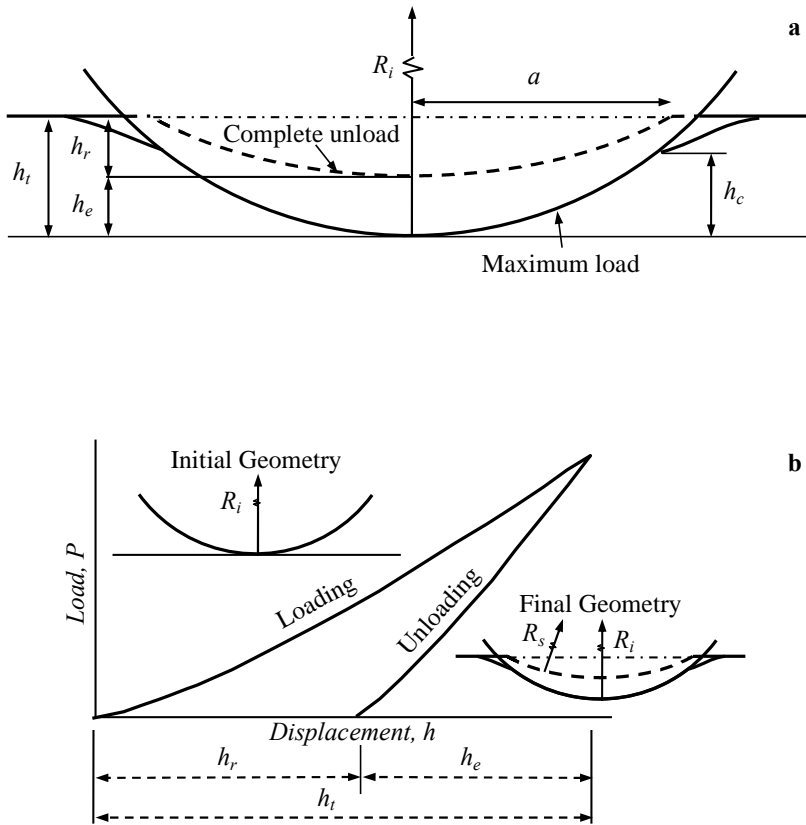 a
R_i
a
Complete unload
h_r
h_t
h_e
h_c
Maximum load
b
Initial Geometry
R_i
Load, P
Loading
Unloading
Final Geometry
R_s
R_i
Displacement, h
h_r
h_e
h_t